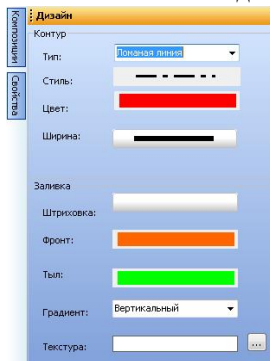 Дизайн
Композиции
Свойства
Контур
Тип:
Ломаная линия
Стиль:
Цвет:
Ширина:
Заливка
Штриховка:
Фронт:
Тыл:
Градиент:
Вертикальный
Текстура:
...